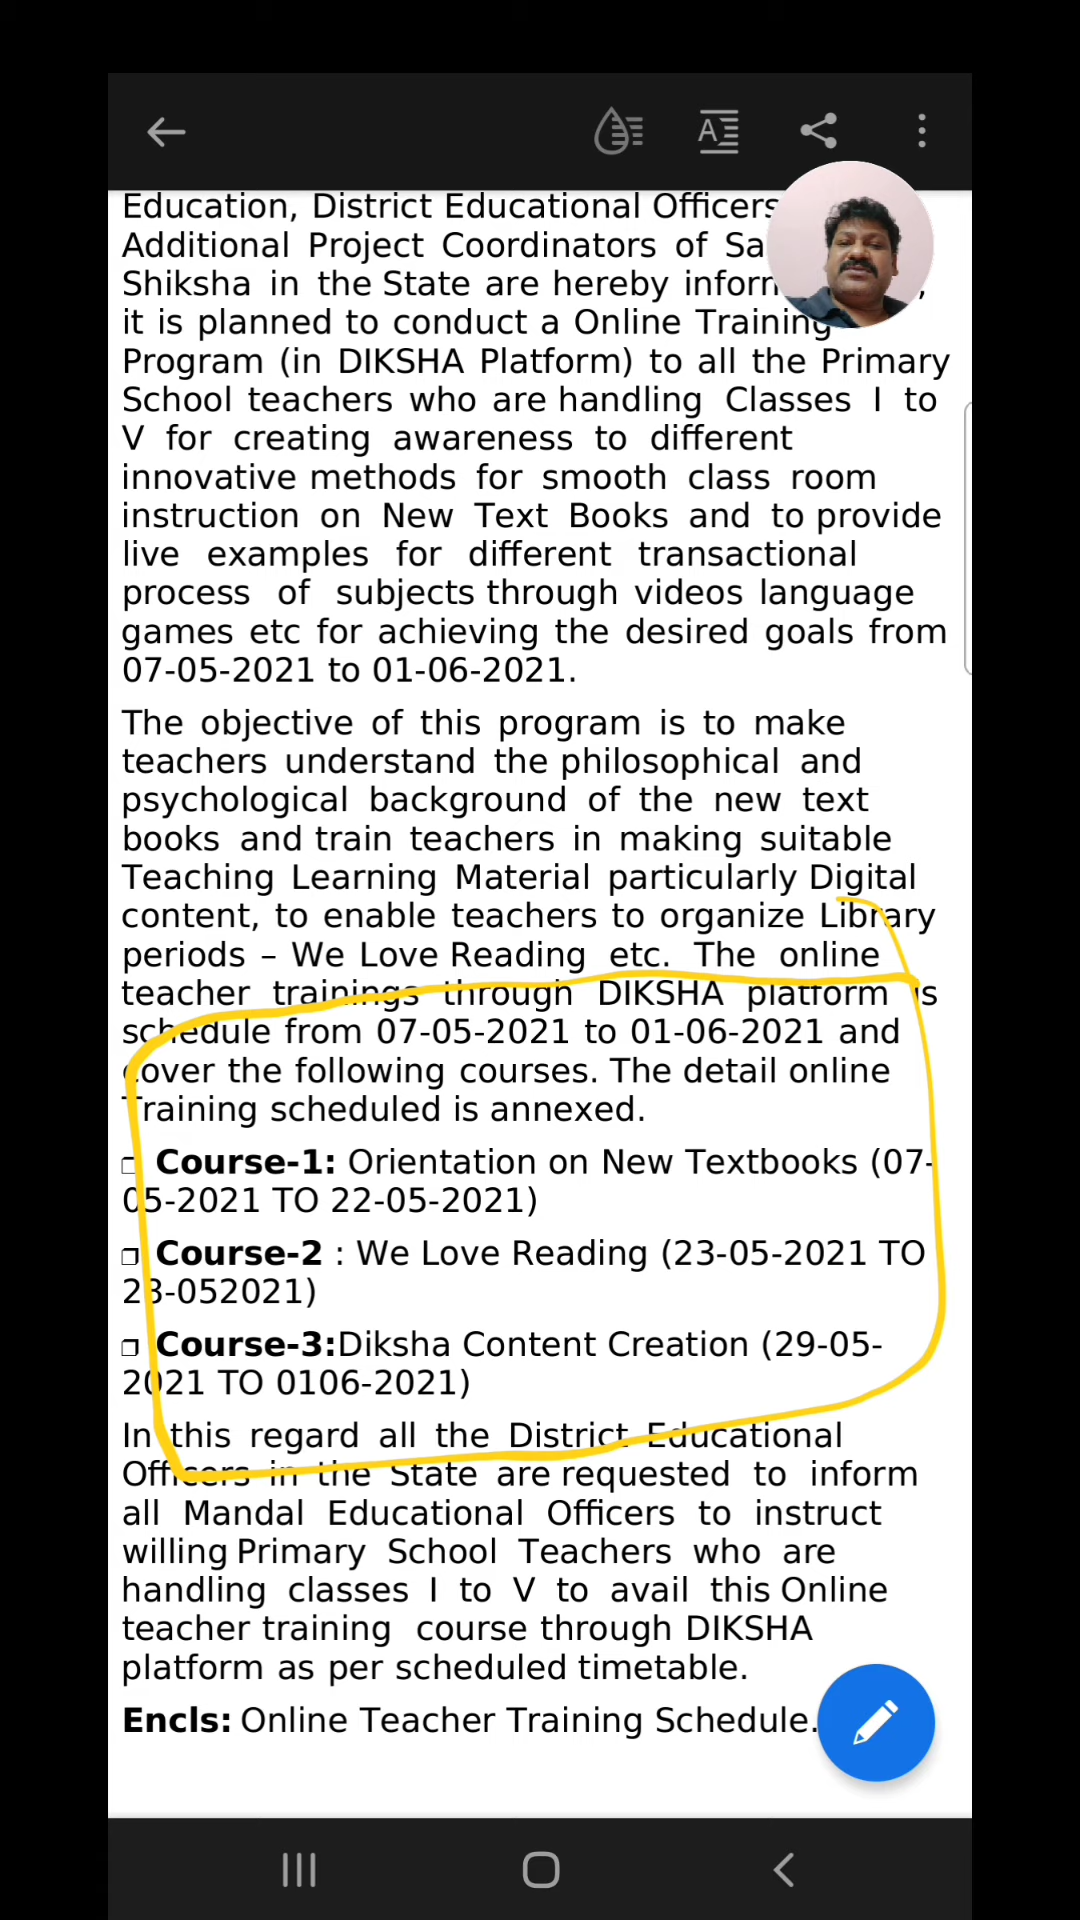 Education, District Educational Officers
Additional Project Coordinators of
Shiksha in the State are hereby
it is planned to conduct a Online Training
Program (in DIKSHA Platform) to all the Primary
School teachers who are handling Classes I to
V for creating awareness to different
innovative methods for smooth class room
instruction on New Text Books and to provide
live examples for different transactional
process of subjects through videos language
games etc for achieving the desired goals from
07-05-2021 to 01-06-2021.
The objective of this program is to make
teachers understand the philosophical and
psychological background of the new text
books and train teachers in making suitable
Teaching Learning Material particularly Digital
content, to enable teachers to organize Library
periods – We Love Reading etc. The online
teacher trainings through DIKSHA platform is
schedule from 07-05-2021 to 01-06-2021 and
cover the following courses. The detail online
Training scheduled is annexed.
❐ Course-1: Orientation on New Textbooks (07-
05-2021 TO 22-05-2021)
❐ Course-2 : We Love Reading (23-05-2021 TO
28-052021)
❐ Course-3:Diksha Content Creation (29-05-
2021 TO 0106-2021)
In this regard all the District Educational
Officers in the State are requested to inform
all Mandal Educational Officers to instruct
willing Primary School Teachers who are
handling classes I to V to avail this Online
teacher training course through DIKSHA
platform as per scheduled timetable.
Encls: Online Teacher Training Schedule.